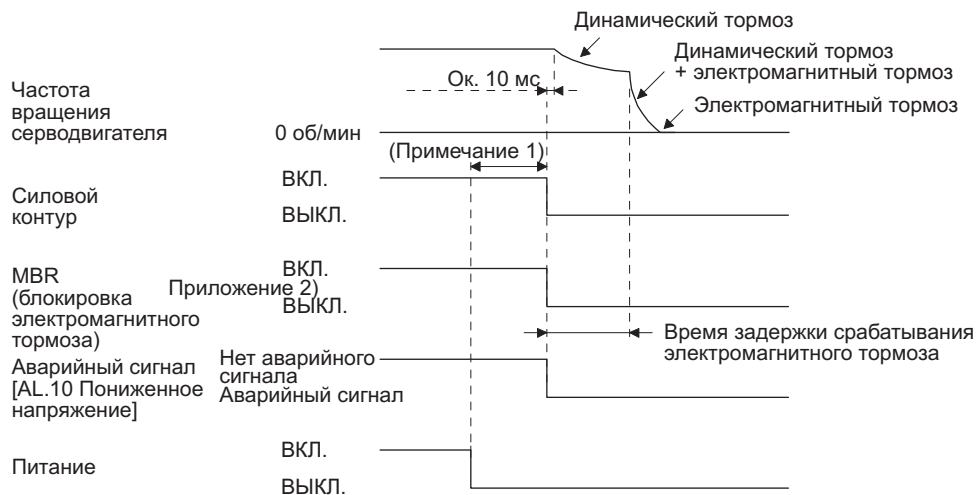 Динамический тормоз
Динамический тормоз
+ электромагнитный тормоз
Ок. 10 мс
Электромагнитный тормоз
Частота
вращения
серводвигателя
0 об/мин
(Примечание 1)
Силовой
контур
ВКЛ.
ВЫКЛ.
MBR
(блокировка
электромагнитного
тормоза)
Приложение 2)
ВКЛ.
ВЫКЛ.
Время задержки срабатывания
электромагнитного тормоза
Аварийный сигнал
[AL.10 Пониженное
напряжение]
Нет аварийного
сигнала
Аварийный сигнал
Питание
ВКЛ.
ВЫКЛ.